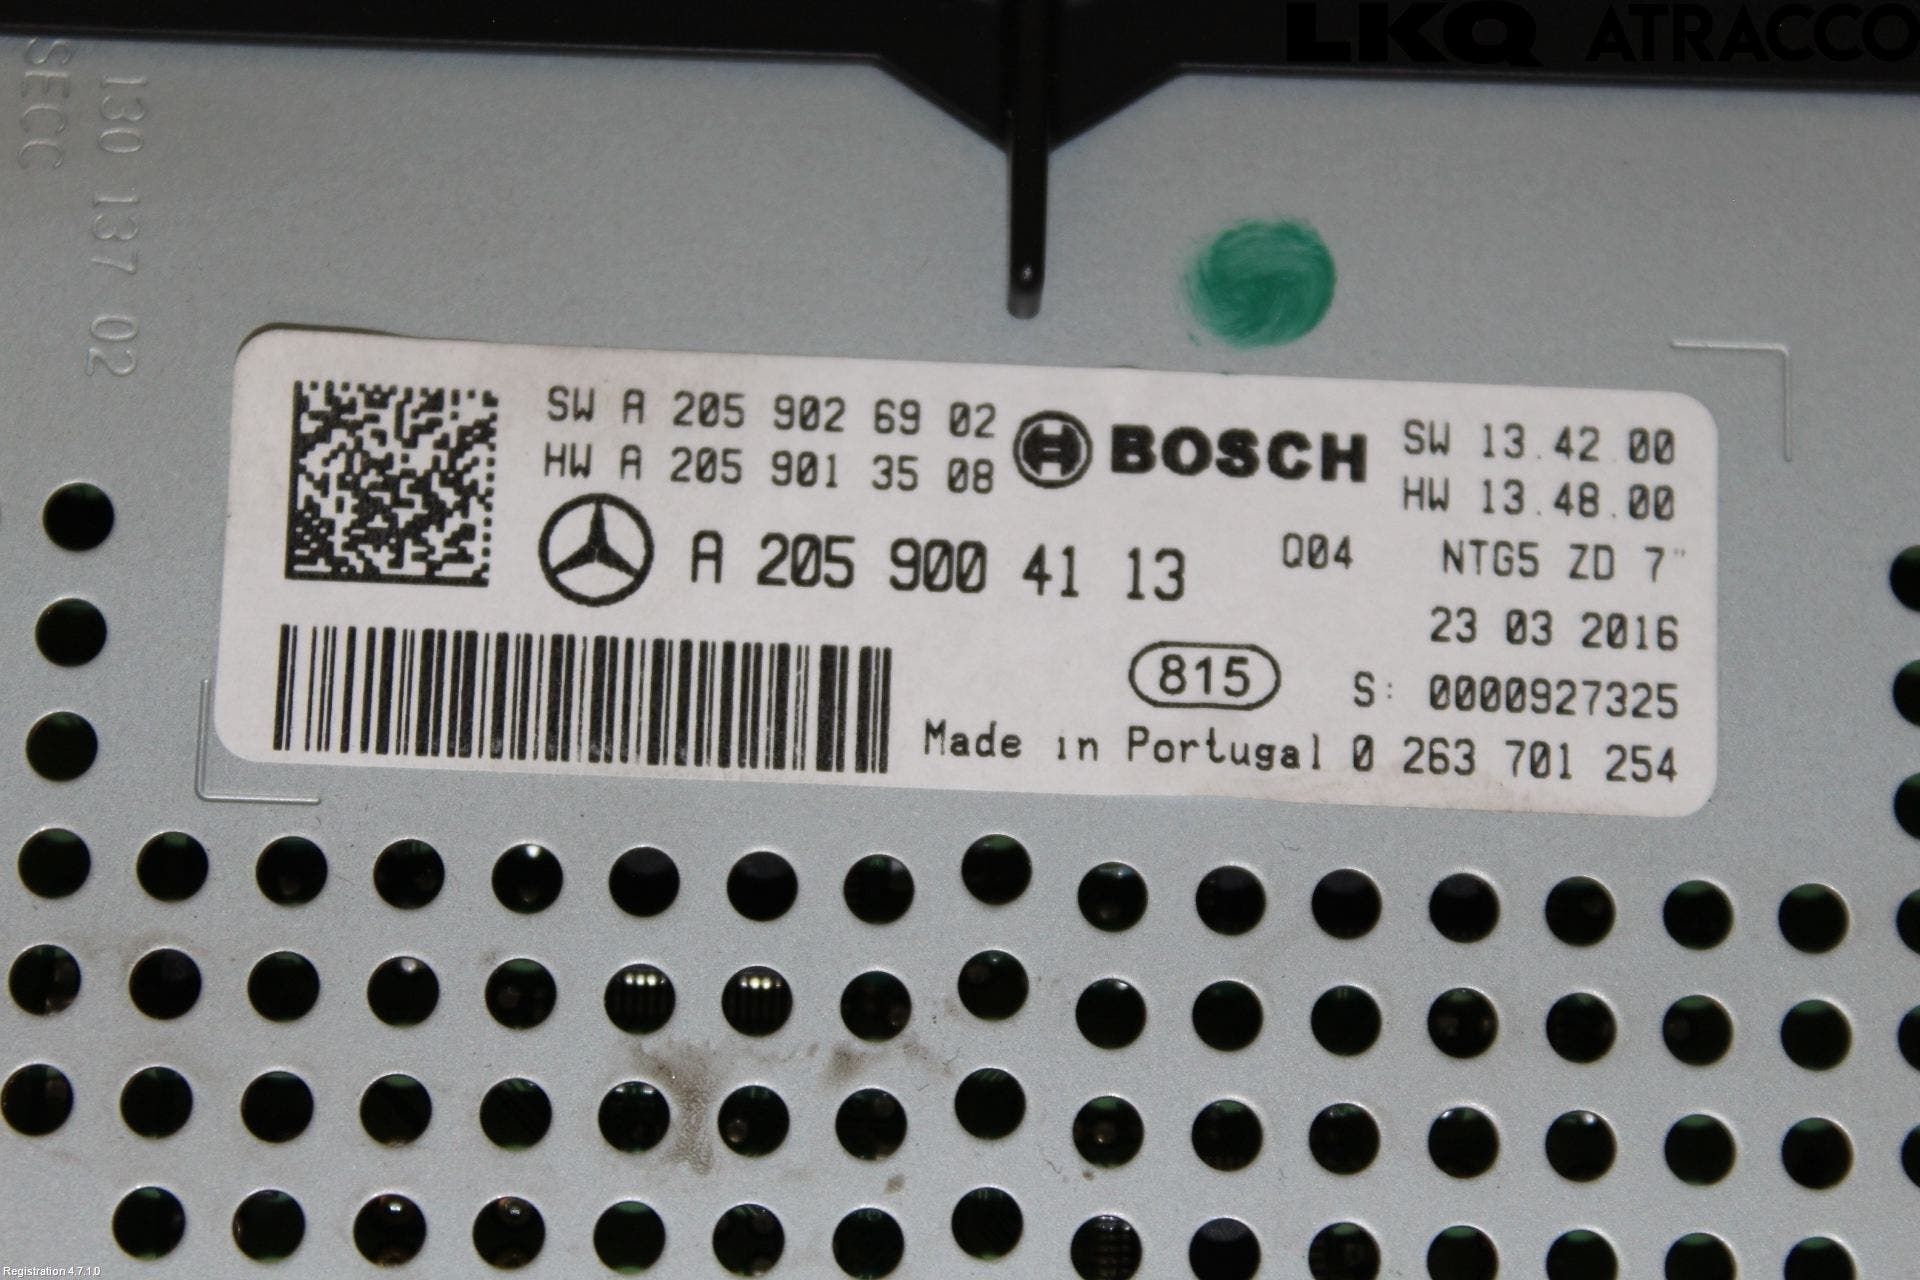 LKQ ATRACCO
SECC
130 137 02
SW A 205 902 69 02
HW A 205 901 35 08
BOSCH
SW 13.42.00
HW 13.48.00
A 205 900 41 13
Q04
NTG5 ZD 7"
23 03 2016
815
S: 0000927325
Made in Portugal 0 263 701 254
Registration 4.7.1.0